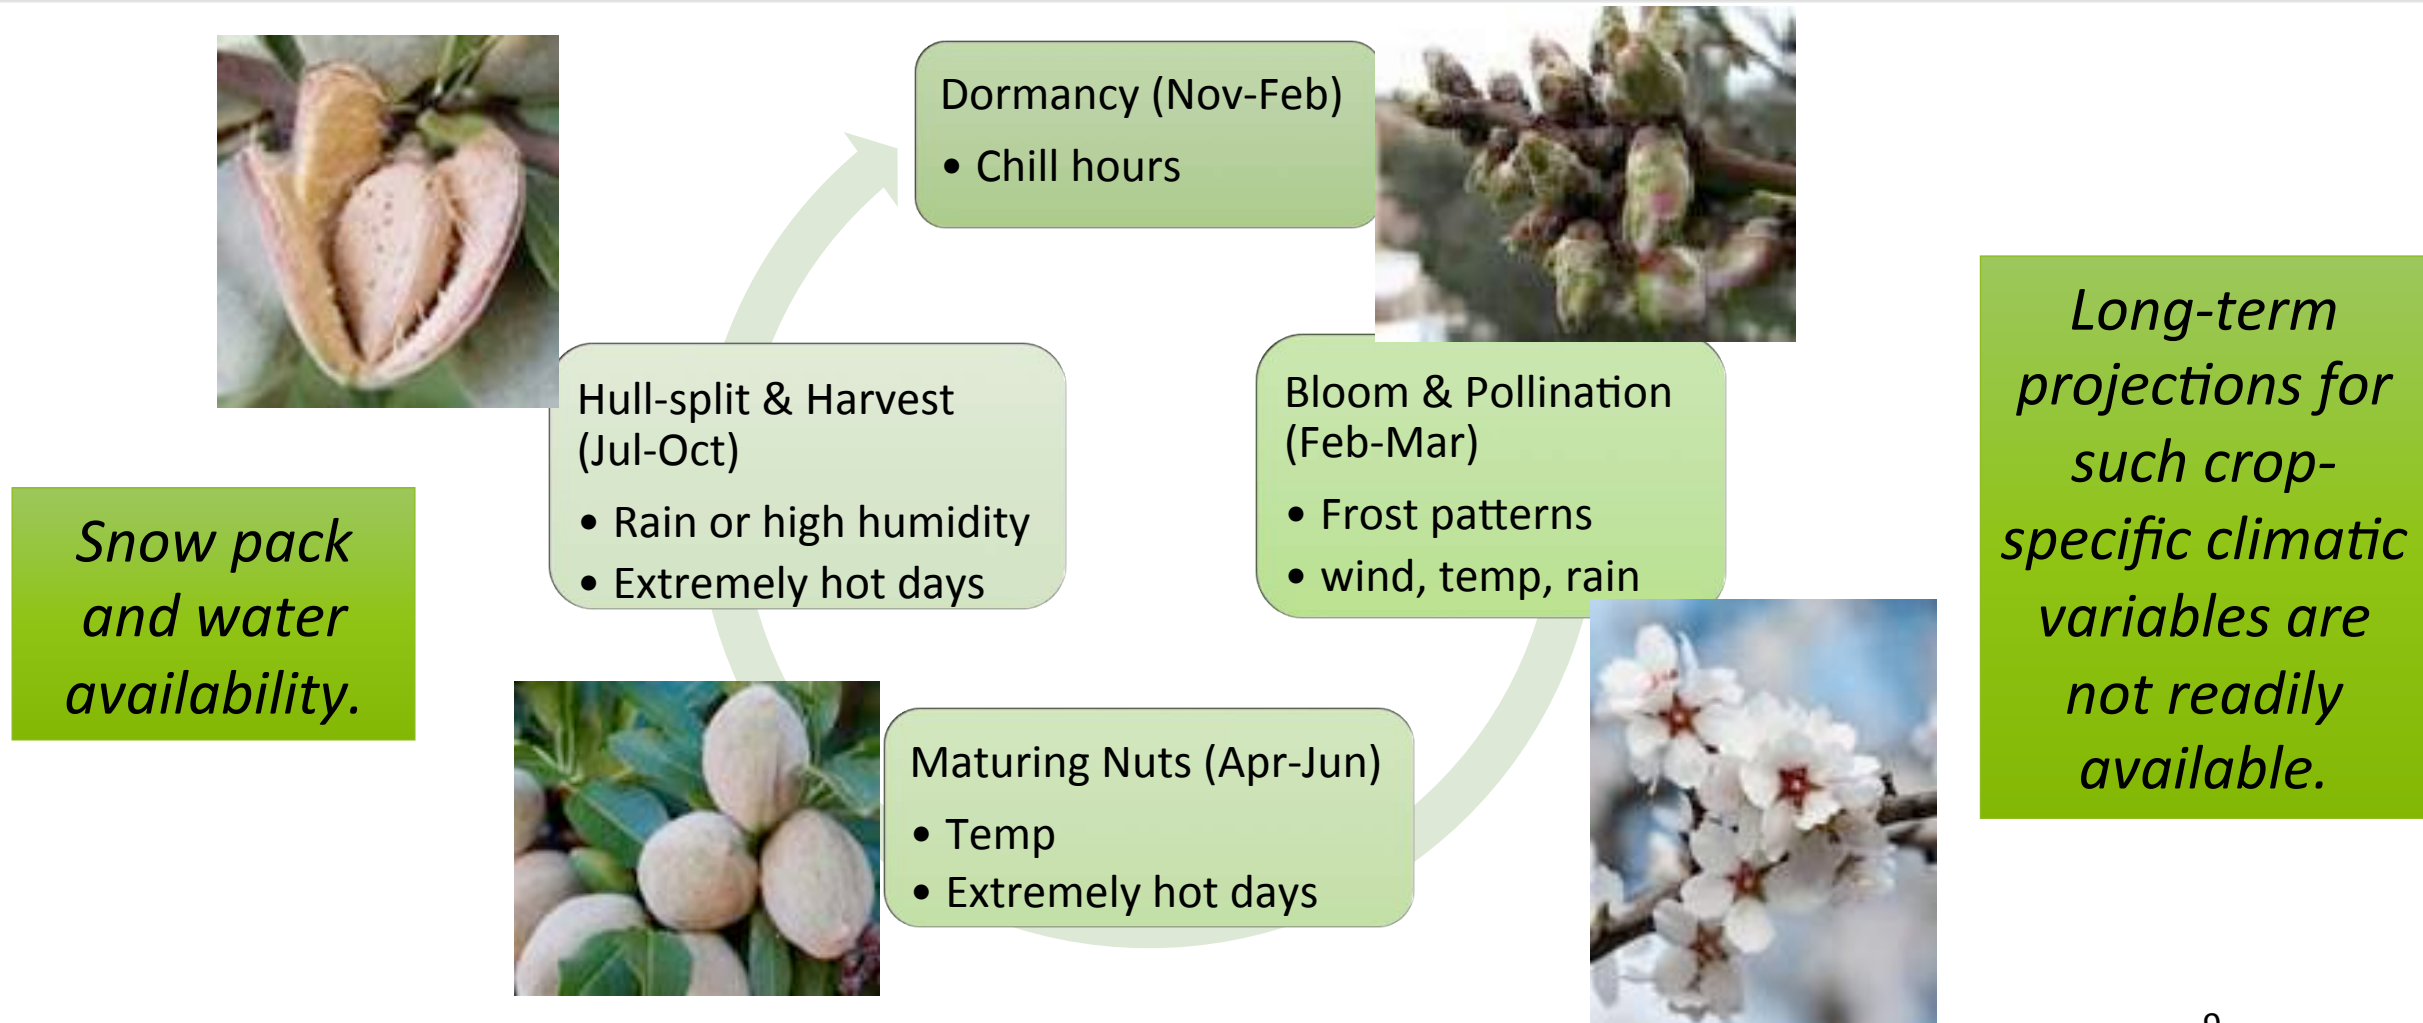 Dormancy (Nov-Feb)
• Chill hours
Bloom & Pollination
(Feb-Mar)
• Frost patterns
• wind, temp, rain
Maturing Nuts (Apr-Jun)
• Temp
• Extremely hot days
Hull-split & Harvest
(Jul-Oct)
• Rain or high humidity
• Extremely hot days
Snow pack
and water
availability.
Long-term
projections for
such crop-
specific climatic
variables are
not readily
available.